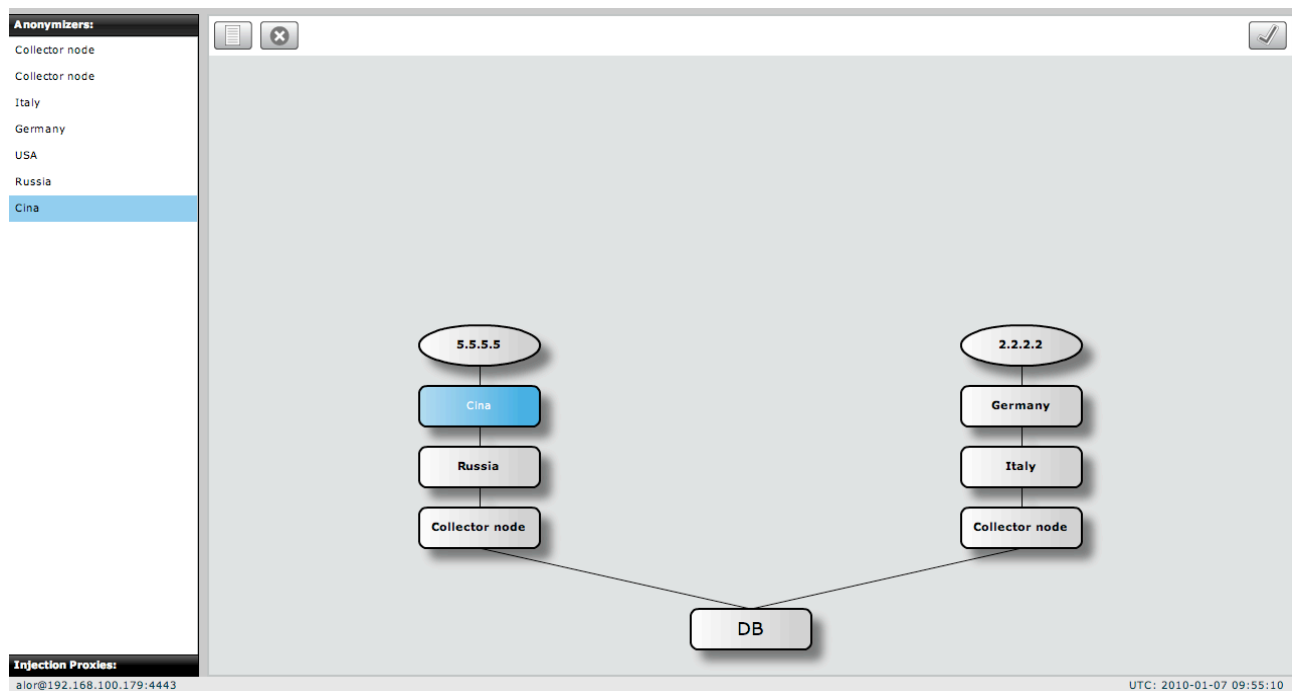 Anonymizers:
Collector node
Collector node
Italy
Germany
USA
Russia
Cina
5.5.5.5
2.2.2.2
Cina
Germany
Russia
Italy
Collector node
Collector node
DB
Injection Proxies:
alor@192.168.100.179:4443
UTC: 2010-01-07 09:55:10